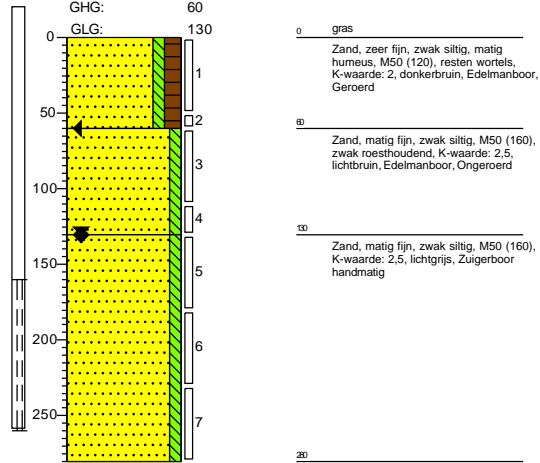 GHG: 60
GLG: 130
0
50
100
150
200
250
1
2
3
4
5
6
7
0 gras
Zand, zeer fijn, zwak siltig, matig
humeus, M50 (120), resten wortels,
K-waarde: 2, donkerbruin, Edelmanboor,
Geroerd
60
Zand, matig fijn, zwak siltig, M50 (160),
zwak roesthoudend, K-waarde: 2,5,
lichtbruin, Edelmanboor, Ongeroerd
130
Zand, matig fijn, zwak siltig, M50 (160),
K-waarde: 2,5, lichtgrijs, Zuigerboor
handmatig
280